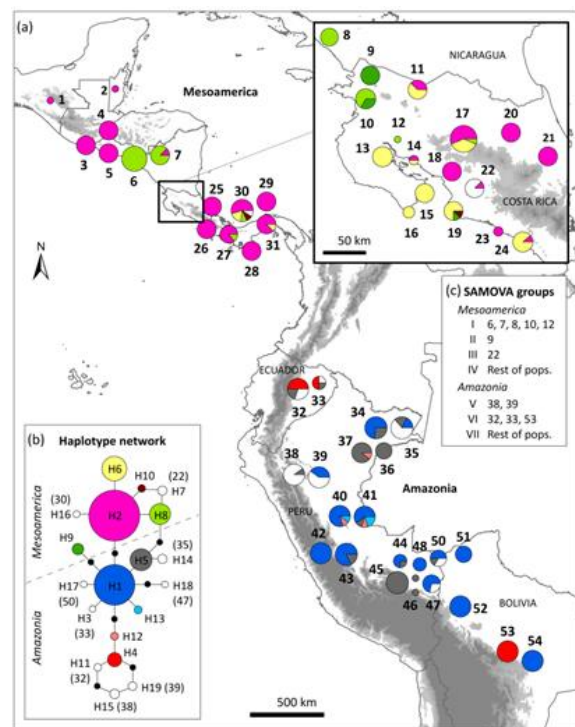 (a)
Mesoamerica
1
2
3
4
5
6
7
25
26
27
28
29
30
31
N
8
9
10
11
12
13
14
15
16
17
18
19
20
21
22
23
24
NICARAGUA
COSTA RICA
50 km
(c) SAMOVA groups
Mesoamerica
I 6, 7, 8, 10, 12
II 9
III 22
IV Rest of pops.
Amazonia
V 38, 39
VI 32, 33, 53
VII Rest of pops.
ECUADOR
32
33
34
35
36
37
38
39
Amazonia
PERU
40
41
42
43
44
45
46
47
48
50
51
52
53
54
BOLIVIA
500 km
(b) Haplotype network
Mesoamerica
Amazonia
H6
H10
(22)
H7
(30)
H16
H2
H8
H9
(35)
H5
H14
H17
(50)
H1
H18
(47)
H3
(33)
H13
H12
H4
H11
(32)
H19 (39)
H15 (38)